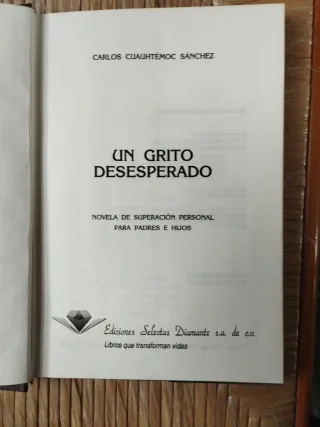 CARLOS CUAUHTÉMOC SÁNCHEZ
UN GRITO
DESESPERADO
NOVELA DE SUPERACIÓN PERSONAL
PARA PADRES E HIJOS
Ediciones Selectas Diamante s.a. de c.v.
Libros que transforman vidas